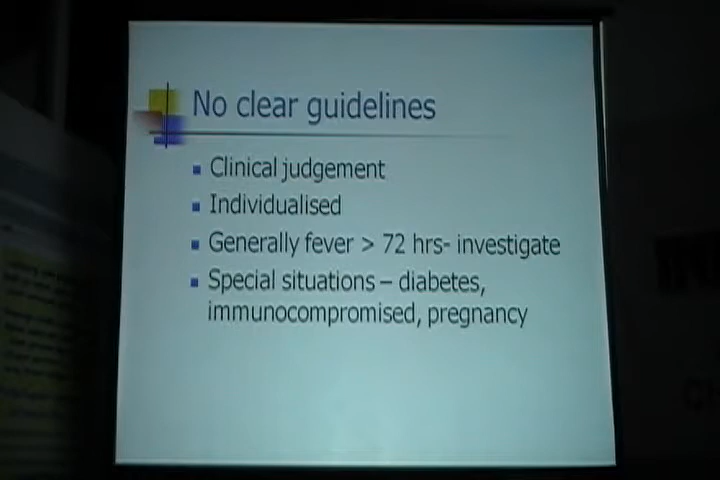 No clear guidelines
Clinical judgement
Individualised
Generally fever > 72 hrs- investigate
Special situations – diabetes,
immunocompromised, pregnancy